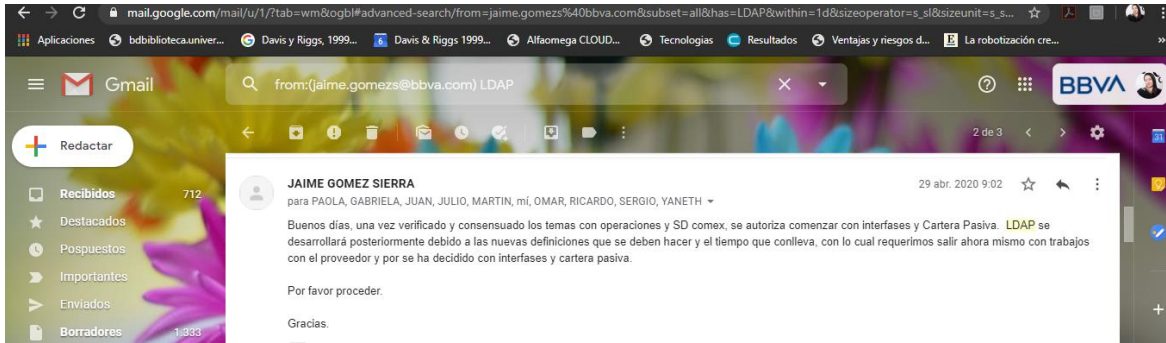 mail.google.com/mail/u/1/?tab=wm&ogbl#advanced-search/from=jaime.gomezs%40bbva.com&subset=all&has=LDAP&within=1d&sizeoperator=s_sl&sizeunit=s_s...
Aplicaciones bdbiblioteca.univer... Davis y Riggs, 1999... Davis & Riggs 1999... Alfaomega CLOUD... Tecnologias Resultados Ventajas y riesgos d... La robotización cre...
Gmail from:(jaime.gomezs@bbva.com) LDAP BBVA
Redactar 2 de 3
31
Recibidos 712
Destacados
Pospuestos
Importantes
Enviados
Borradores 1.333
JAIME GOMEZ SIERRA 29 abr. 2020 9:02
para PAOLA, GABRIELA, JUAN, JULIO, MARTIN, mí, OMAR, RICARDO, SERGIO, YANETH
Buenos días, una vez verificado y consensuado los temas con operaciones y SD comex, se autoriza comenzar con interfases y Cartera Pasiva. LDAP se
desarrollará posteriormente debido a las nuevas definiciones que se deben hacer y el tiempo que conlleva, con lo cual requerimos salir ahora mismo con trabajos
con el proveedor y por se ha decidido con interfases y cartera pasiva.
Por favor proceder.
Gracias.